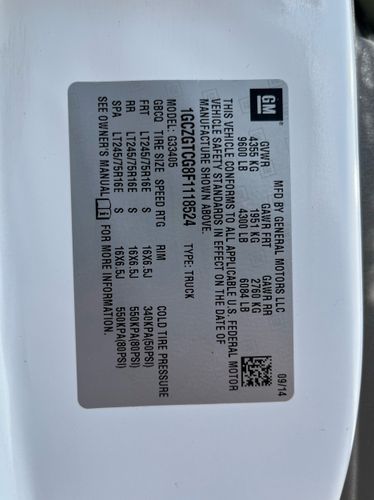 GM
MFD BY GENERAL MOTORS LLC 09/14
GVWR GAWR FRT GAWR RR
4355 KG 1951 KG 2760 KG
9600 LB 4300 LB 6084 LB
THIS VEHICLE CONFORMS TO ALL APPLICABLE U.S. FEDERAL MOTOR
VEHICLE SAFETY STANDARDS IN EFFECT ON THE DATE OF
MANUFACTURE SHOWN ABOVE.
1GCZGTCG8F1118524 TYPE: TRUCK
MODEL: G33405
GBCQ TIRE SIZE SPEED RTG RIM COLD TIRE PRESSURE
FRT LT245/75R16E S 16X6.5J 340KPA(50PSI)
RR LT245/75R16E S 16X6.5J 550KPA(80PSI)
SPA LT245/75R16E S 16X6.5J 550KPA(80PSI)
SEE OWNER'S MANUAL FOR MORE INFORMATION.